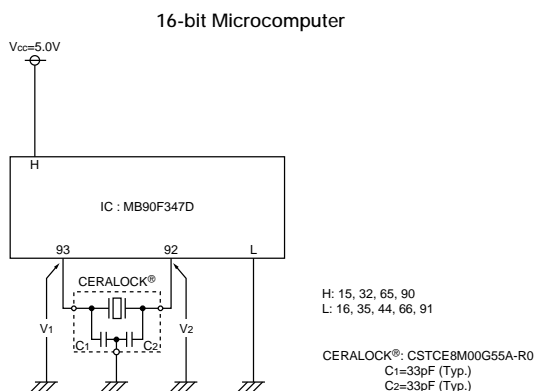 16-bit Microcomputer
Vcc=5.0V
H
IC : MB90F347D
93 92 L
CERALOCK®
V1 C1 C2 V2
H: 15, 32, 65, 90
L: 16, 35, 44, 66, 91
CERALOCK®: CSTCE8M00G55A-R0
C1=33pF (Typ.)
C2=33pF (Typ.)